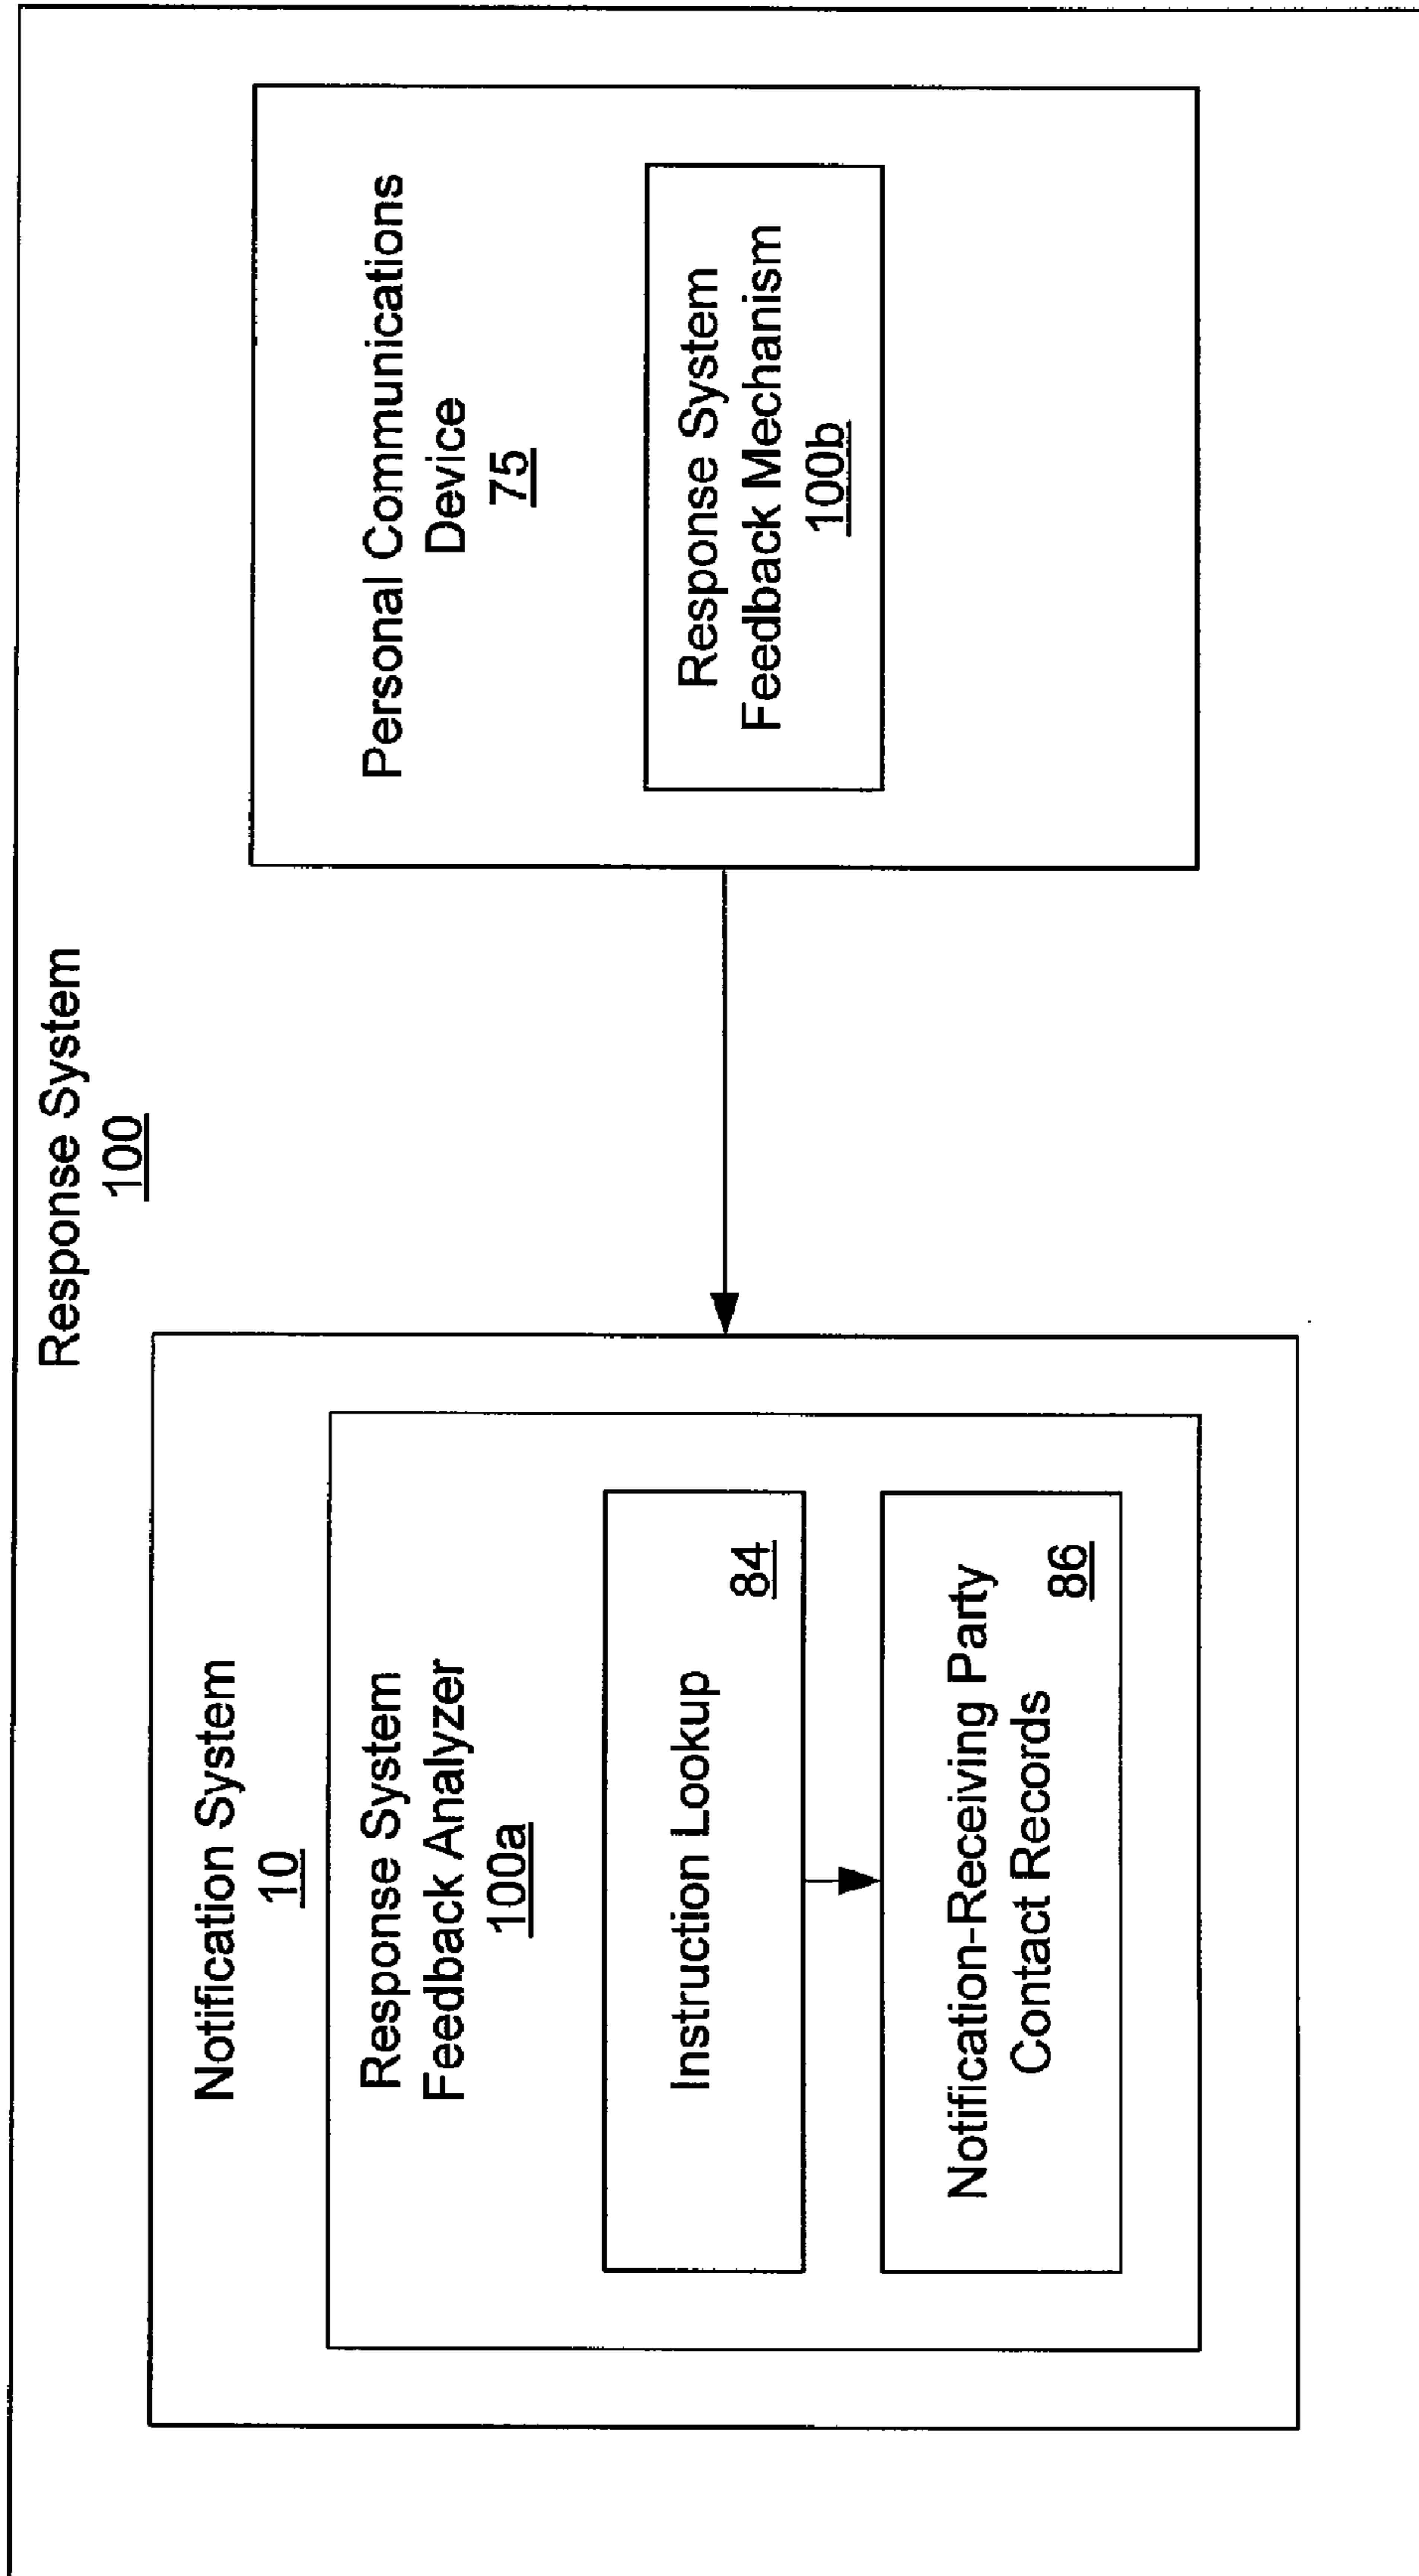 Response System
100
Notification System
10
Response System
Feedback Analyzer
100a
Instruction Lookup
84
Notification-Receiving Party
Contact Records
86
Personal Communications
Device
75
Response System
Feedback Mechanism
100b